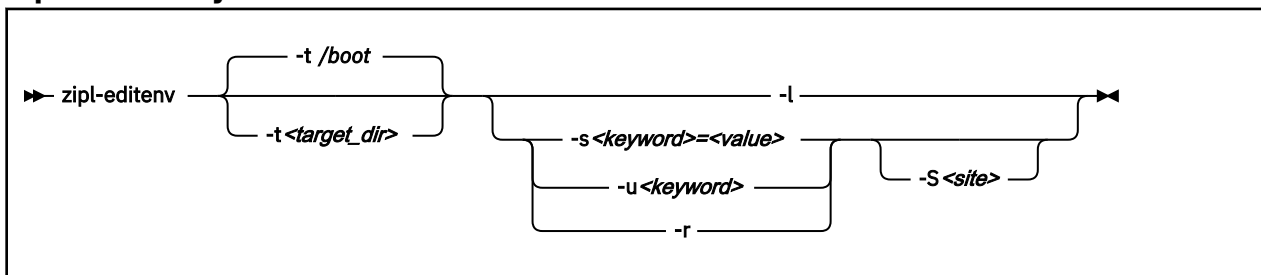 -t /boot
zipl-editenv
-l
-t<target_dir>
-s<keyword>=<value>
-u<keyword>
-S<site>
-r